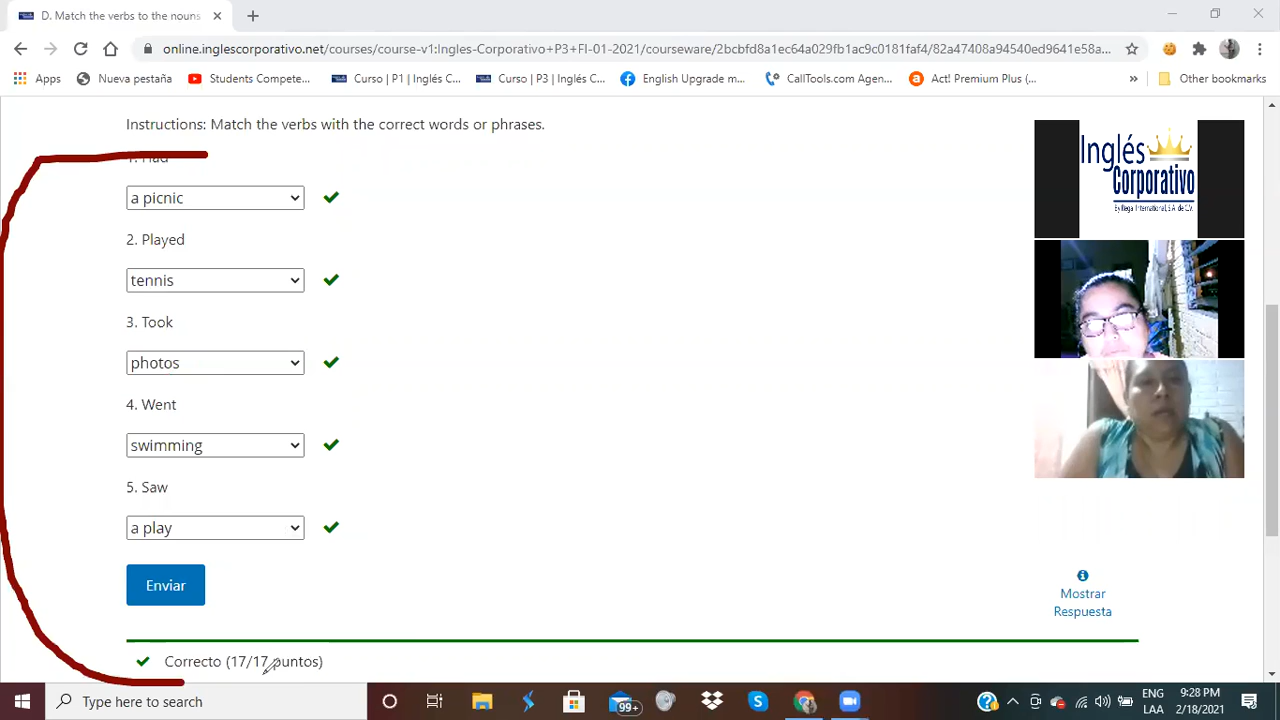 D. Match the verbs to the nouns
online.inglescorporativo.net/courses/course-v1:Ingles-Corporativo+P3+FI-01-2021/courseware/2bcbfd8a1ec64a029fb1ac9c0181faf4/82a47408a94540ed9641e58a...
Apps Nueva pestaña Students Compete... Curso | P1 | Inglés C... Curso | P3 | Inglés C... English Upgrade m... CallTools.com Agen... Act! Premium Plus (... » Other bookmarks
Instructions: Match the verbs with the correct words or phrases.
1. Had
a picnic
2. Played
tennis
3. Took
photos
4. Went
swimming
5. Saw
a play
Enviar
Mostrar
Respuesta
Correcto (17/17 puntos)
Inglés
Corporativo
Type here to search
99+
ENG
LAA
9:28 PM
2/18/2021